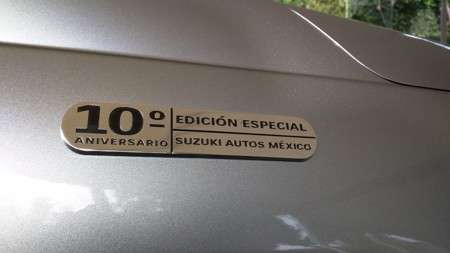 10º
ANIVERSARIO
EDICIÓN ESPECIAL
SUZUKI AUTOS MÉXICO